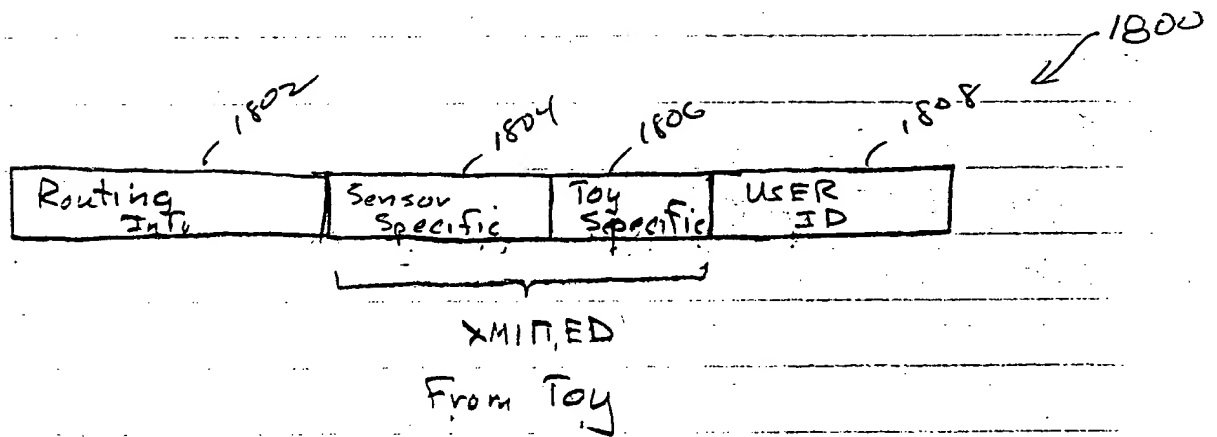 1800
1802
1804
1806
1808
Routing
Info
Sensor
Specific
Toy
Specific
USER
ID
XMITTED
From Toy